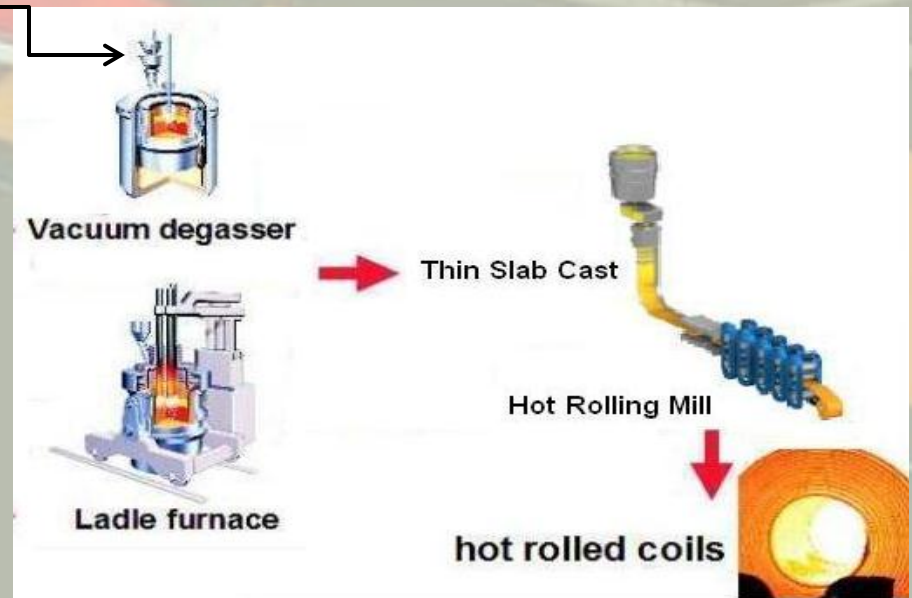 Vacuum degasser
Thin Slab Cast
Ladle furnace
Hot Rolling Mill
hot rolled coils